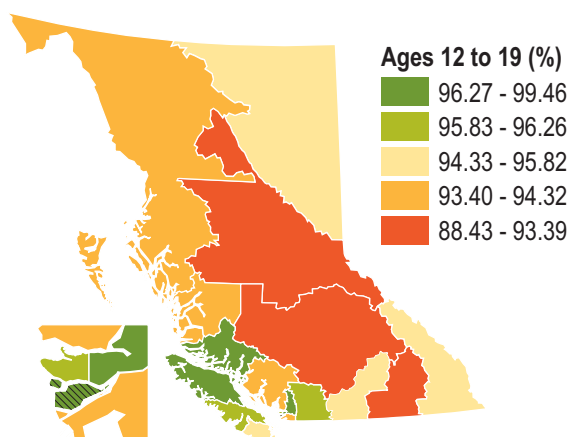 Ages 12 to 19 (%)
96.27 - 99.46
95.83 - 96.26
94.33 - 95.82
93.40 - 94.32
88.43 - 93.39